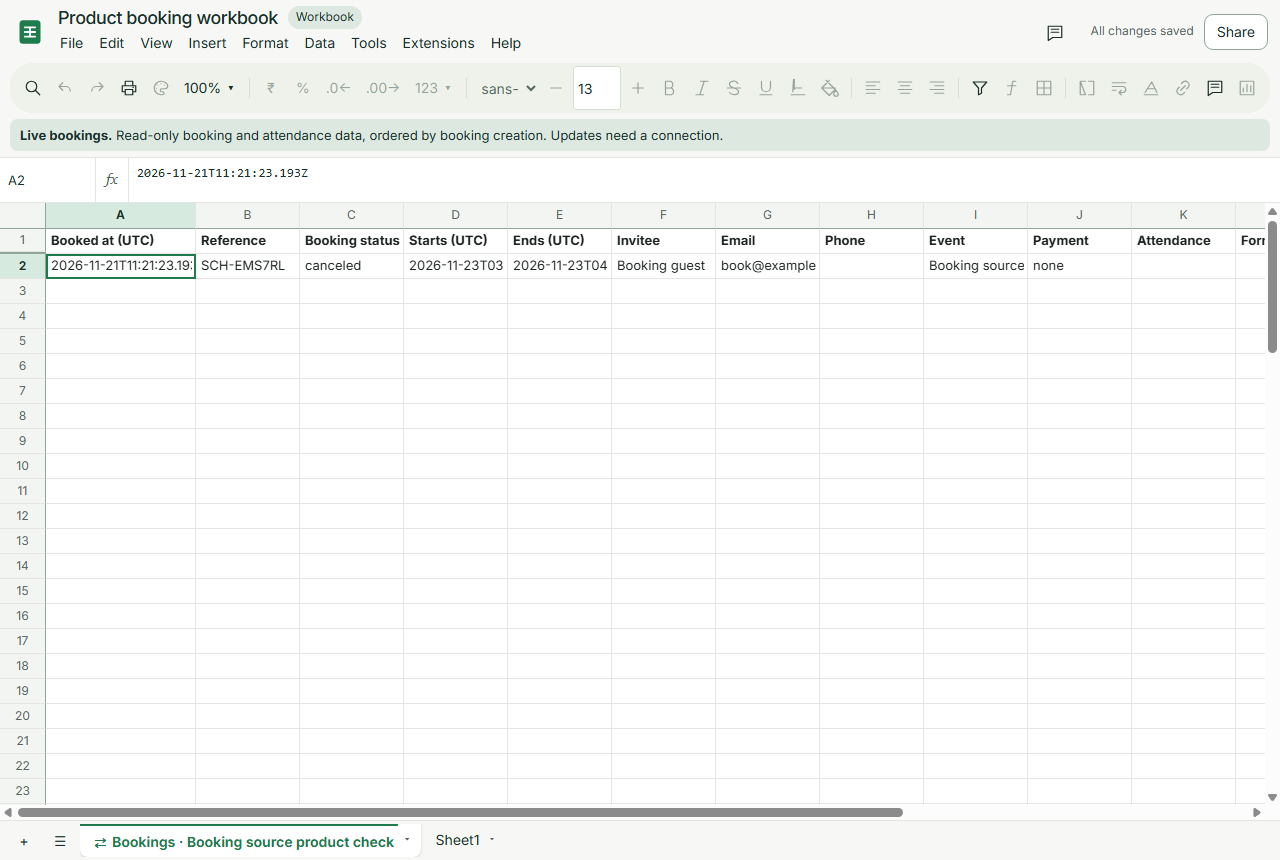 Product booking workbook Workbook
File Edit View Insert Format Data Tools Extensions Help
All changes saved
Share
100% ▾ ₹ % .0← .00→ 123 ▾ sans- − 13 + B I S U
Live bookings. Read-only booking and attendance data, ordered by booking creation. Updates need a connection.
A2 fx 2026-11-21T11:21:23.193Z
A B C D E F G H I J K
1 Booked at (UTC) Reference Booking status Starts (UTC) Ends (UTC) Invitee Email Phone Event Payment Attendance Forr
2 2026-11-21T11:21:23.19: SCH-EMS7RL canceled 2026-11-23T03 2026-11-23T04 Booking guest book@example Booking source none
3
4
5
6
7
8
9
10
11
12
13
14
15
16
17
18
19
20
21
22
23
+ ☰ ⇄ Bookings · Booking source product check Sheet1